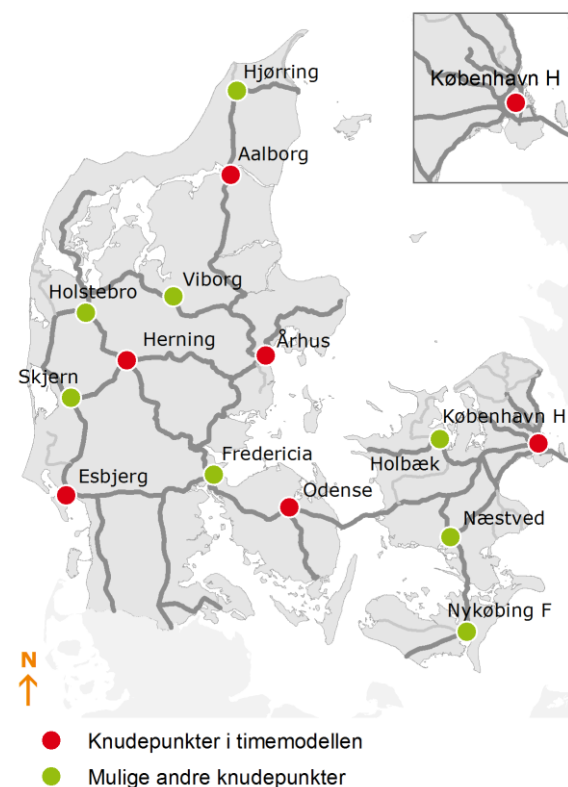 Hjørring
København H
Aalborg
Viborg
Holstebro
Herning
Århus
Skjern
København H
Fredericia
Holbæk
Esbjerg
Odense
Næstved
Nykøbing F
N
Knudepunkter i timemodellen
Mulige andre knudepunkter